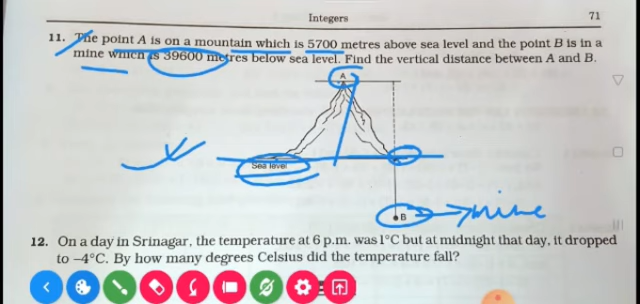 Integers
71
11. The point A is on a mountain which is 5700 metres above sea level and the point B is in a
mine which is 39600 metres below sea level. Find the vertical distance between A and B.
A
Sea level
B
mine
12. On a day in Srinagar, the temperature at 6 p.m. was 1°C but at midnight that day, it dropped
to –4°C. By how many degrees Celsius did the temperature fall?